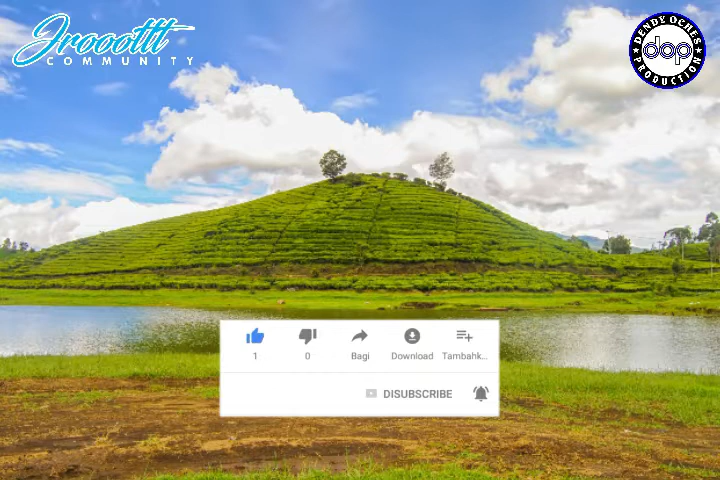 Jrooottt
COMMUNITY
DENDY OCHES
dop
PRODUCTION
1
0
Bagi
Download
Tambahk...
DISUBSCRIBE